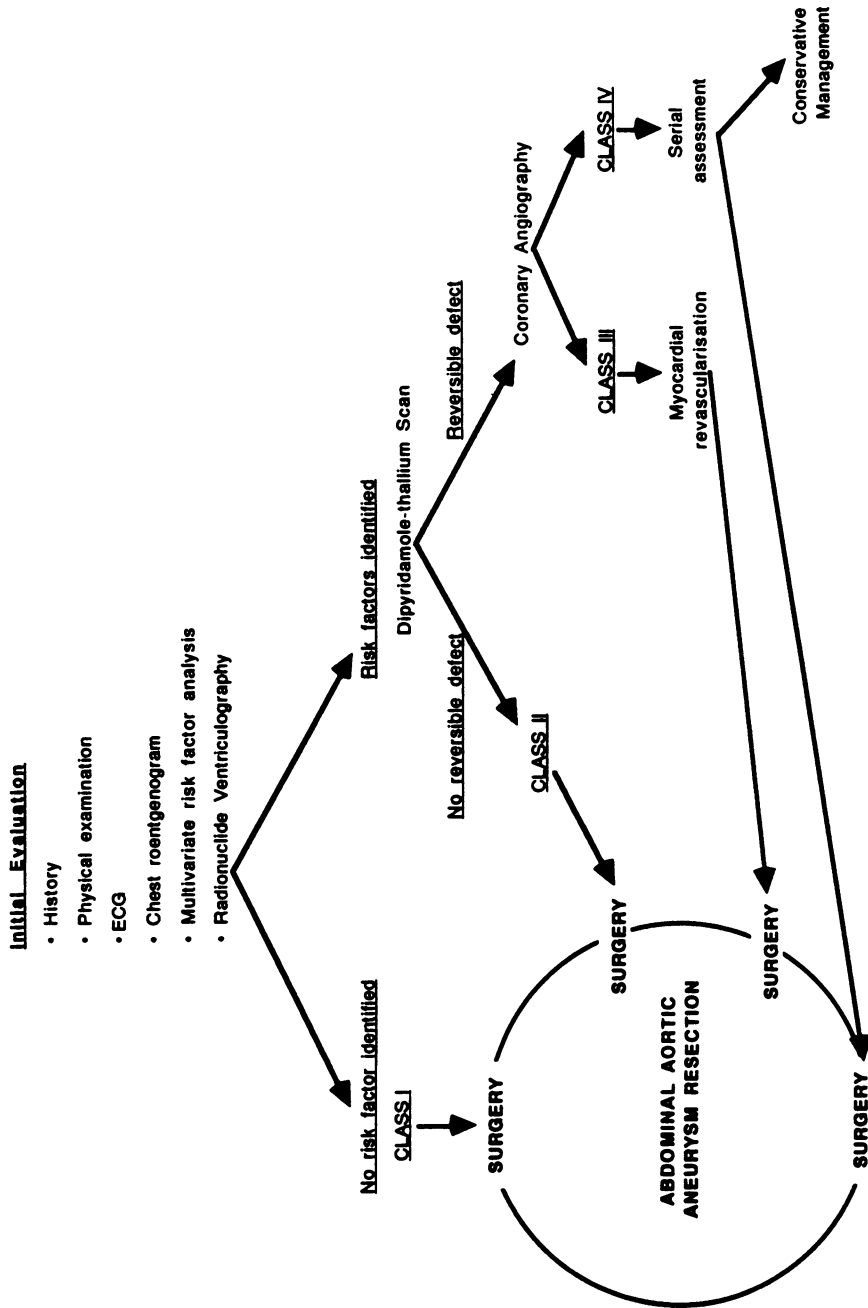 Initial Evaluation
• History
• Physical examination
• ECG
• Chest roentgenogram
• Multivariate risk factor analysis
• Radionuclide Ventriculography
No risk factor identified
CLASS I
SURGERY
Risk factors identified
Dipyridamole-thallium Scan
No reversible defect
CLASS II
SURGERY
Reversible defect
Coronary Angiography
CLASS III
Myocardial
revascularisation
SURGERY
CLASS IV
Serial
assessment
SURGERY
Conservative
Management
ABDOMINAL AORTIC
ANEURYSM RESECTION